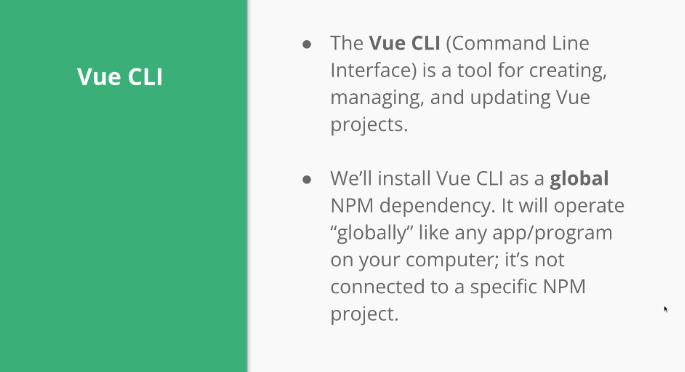 Vue CLI
● The Vue CLI (Command Line
Interface) is a tool for creating,
managing, and updating Vue
projects.
● We’ll install Vue CLI as a global
NPM dependency. It will operate
“globally” like any app/program
on your computer; it’s not
connected to a specific NPM
project.